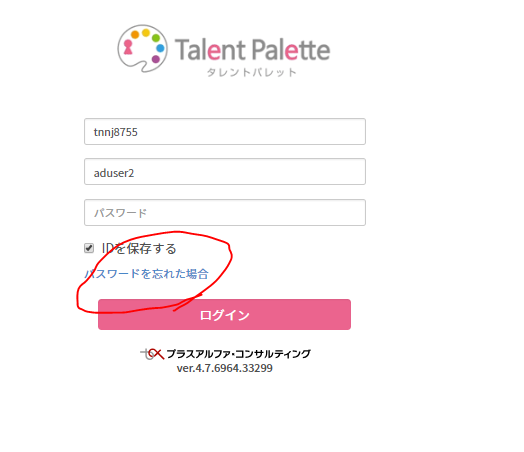 Talent Palette
タレントパレット
tnnj8755
aduser2
パスワード
IDを保存する
パスワードを忘れた場合
ログイン
プラスアルファ・コンサルティング
ver.4.7.6964.33299